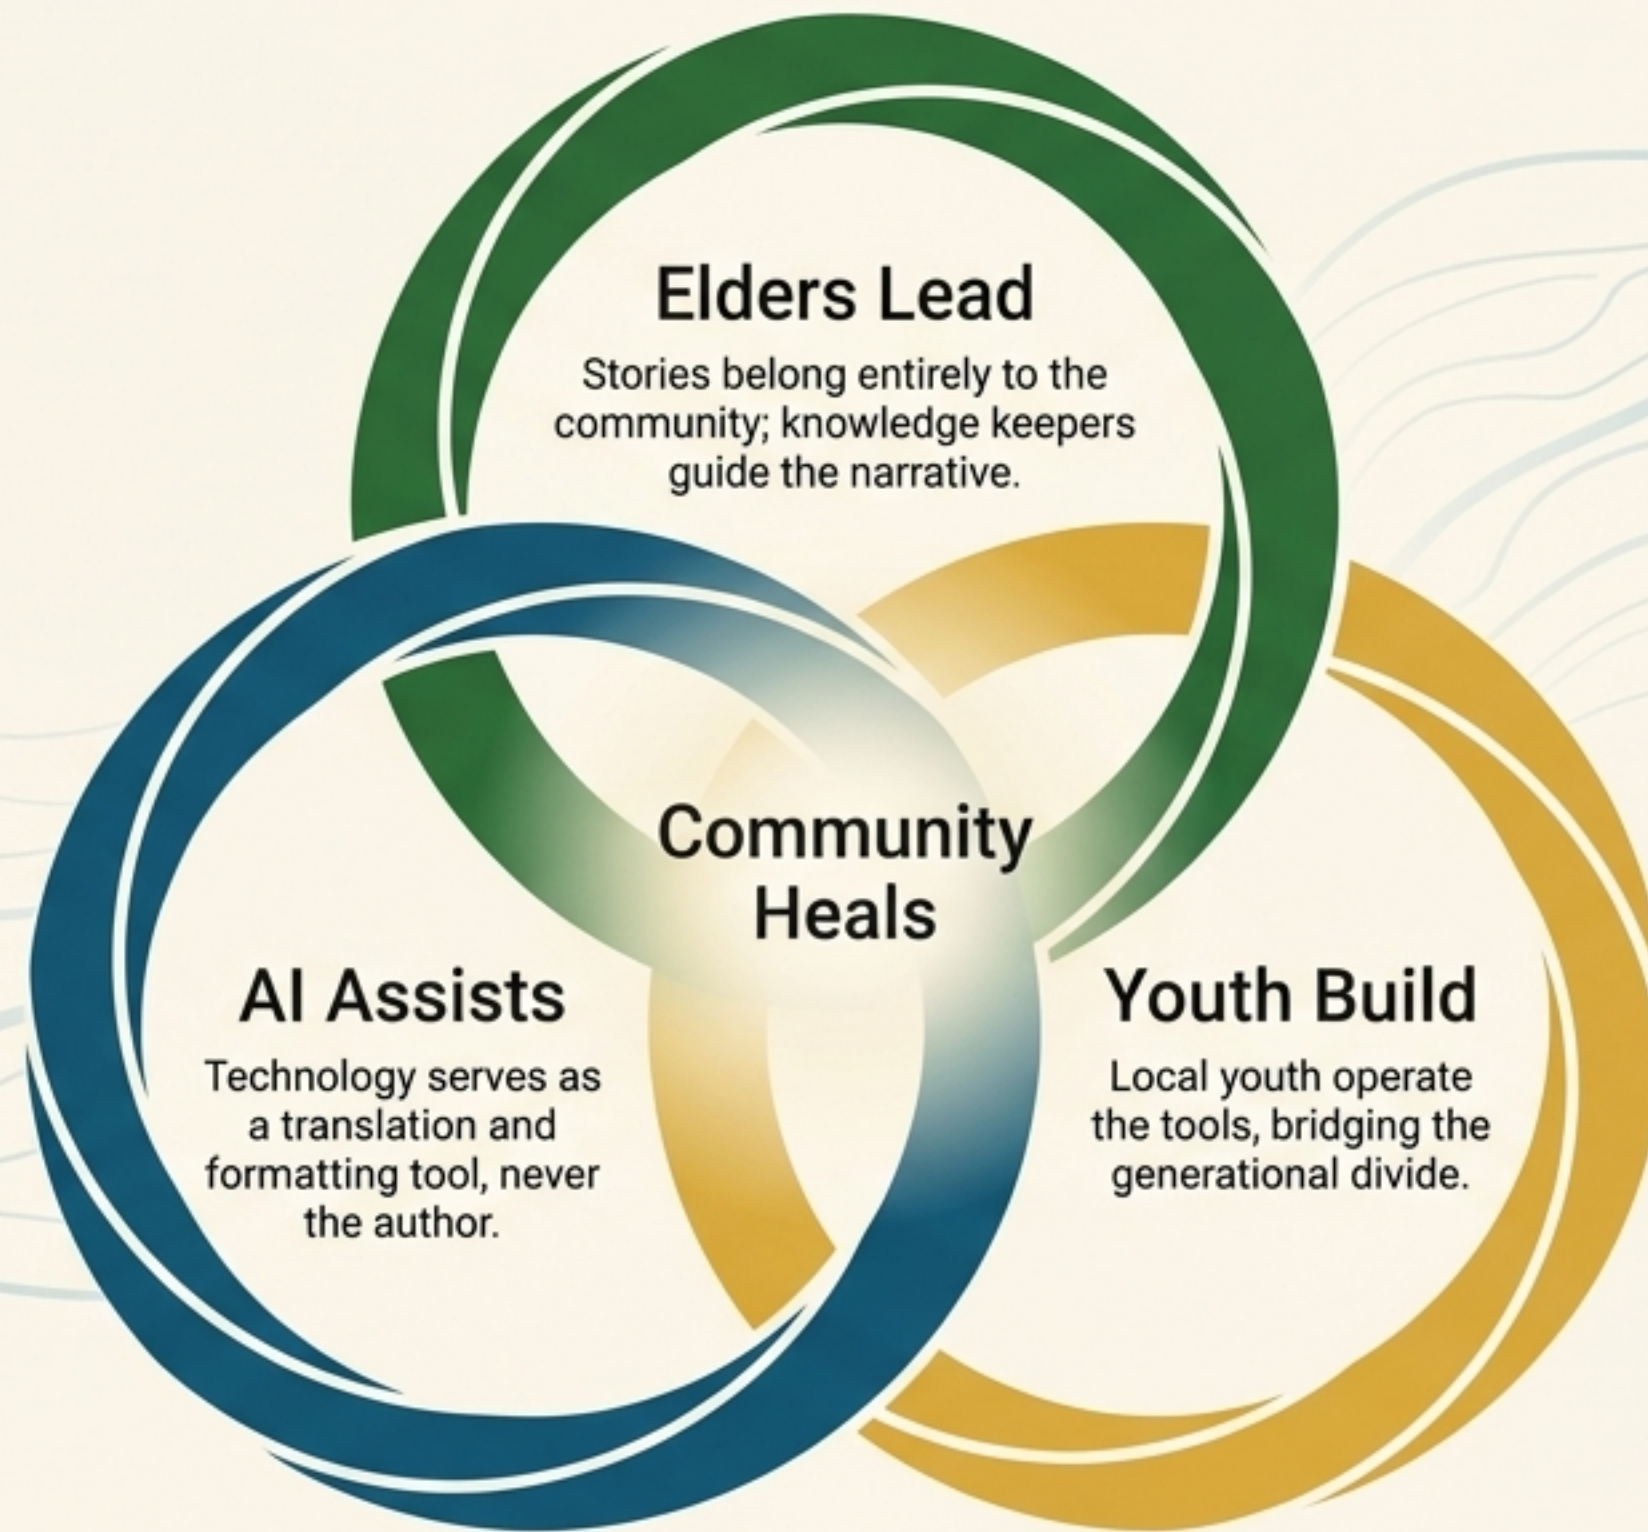 Elders Lead
Stories belong entirely to the
community; knowledge keepers
guide the narrative.
Community
Heals
AI Assists
Technology serves as
a translation and
formatting tool, never
the author.
Youth Build
Local youth operate
the tools, bridging the
generational divide.